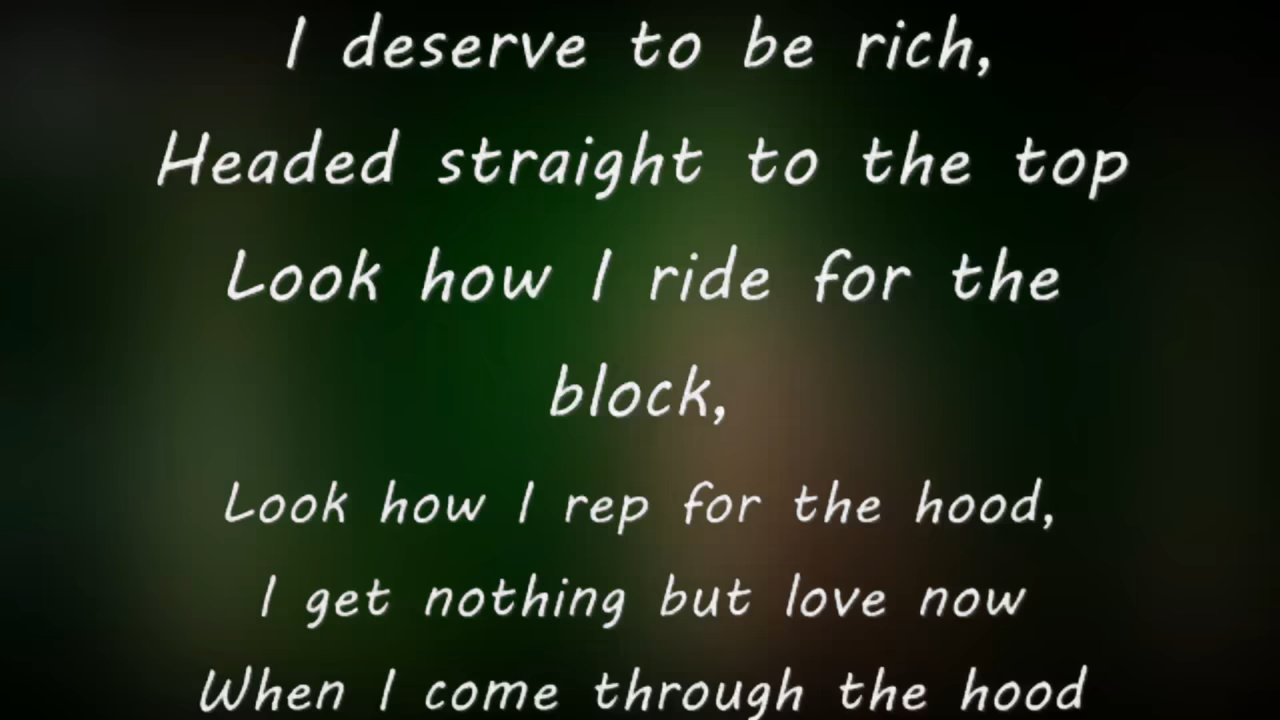 I deserve to be rich,
Headed straight to the top
Look how I ride for the
block,
Look how I rep for the hood,
I get nothing but love now
When I come through the hood